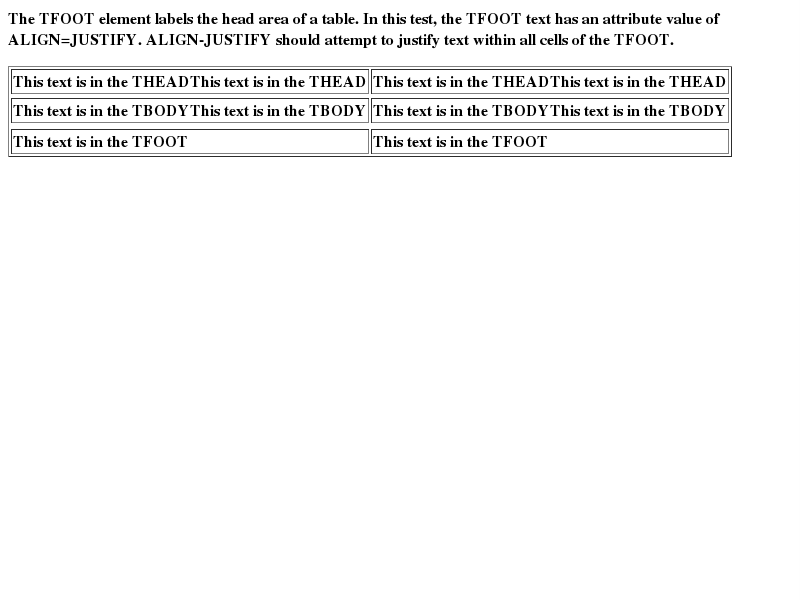 The TFOOT element labels the head area of a table. In this test, the TFOOT text has an attribute value of
ALIGN=JUSTIFY. ALIGN-JUSTIFY should attempt to justify text within all cells of the TFOOT.
This text is in the THEADThis text is in the THEAD This text is in the THEADThis text is in the THEAD
This text is in the TBODYThis text is in the TBODY This text is in the TBODYThis text is in the TBODY
This text is in the TFOOT This text is in the TFOOT